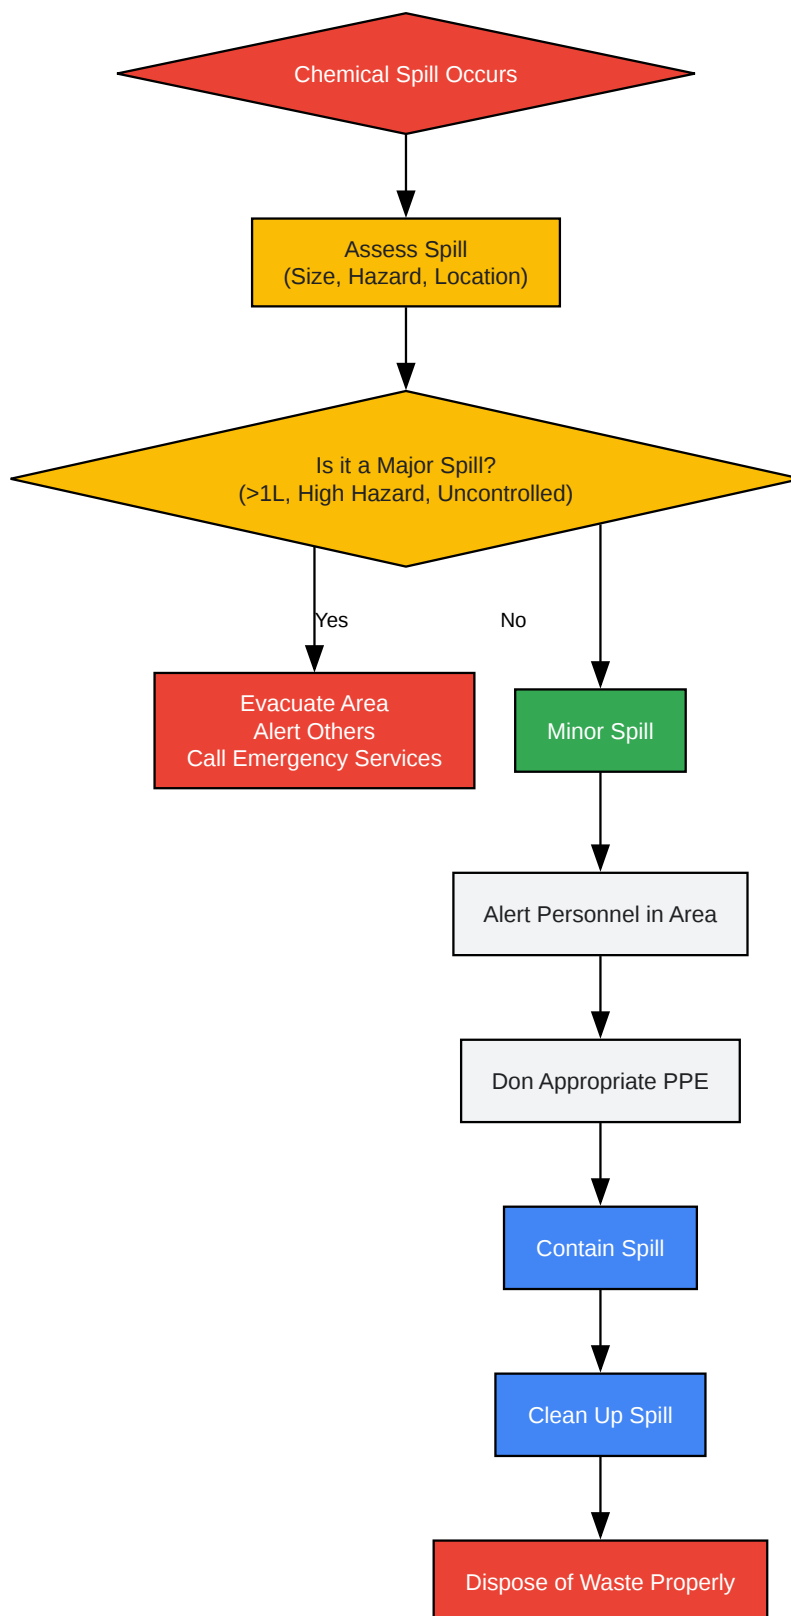 Chemical Spill Occurs
Assess Spill
(Size, Hazard, Location)
Is it a Major Spill?
(>1L, High Hazard, Uncontrolled)
Yes
No
Evacuate Area
Alert Others
Call Emergency Services
Minor Spill
Alert Personnel in Area
Don Appropriate PPE
Contain Spill
Clean Up Spill
Dispose of Waste Properly